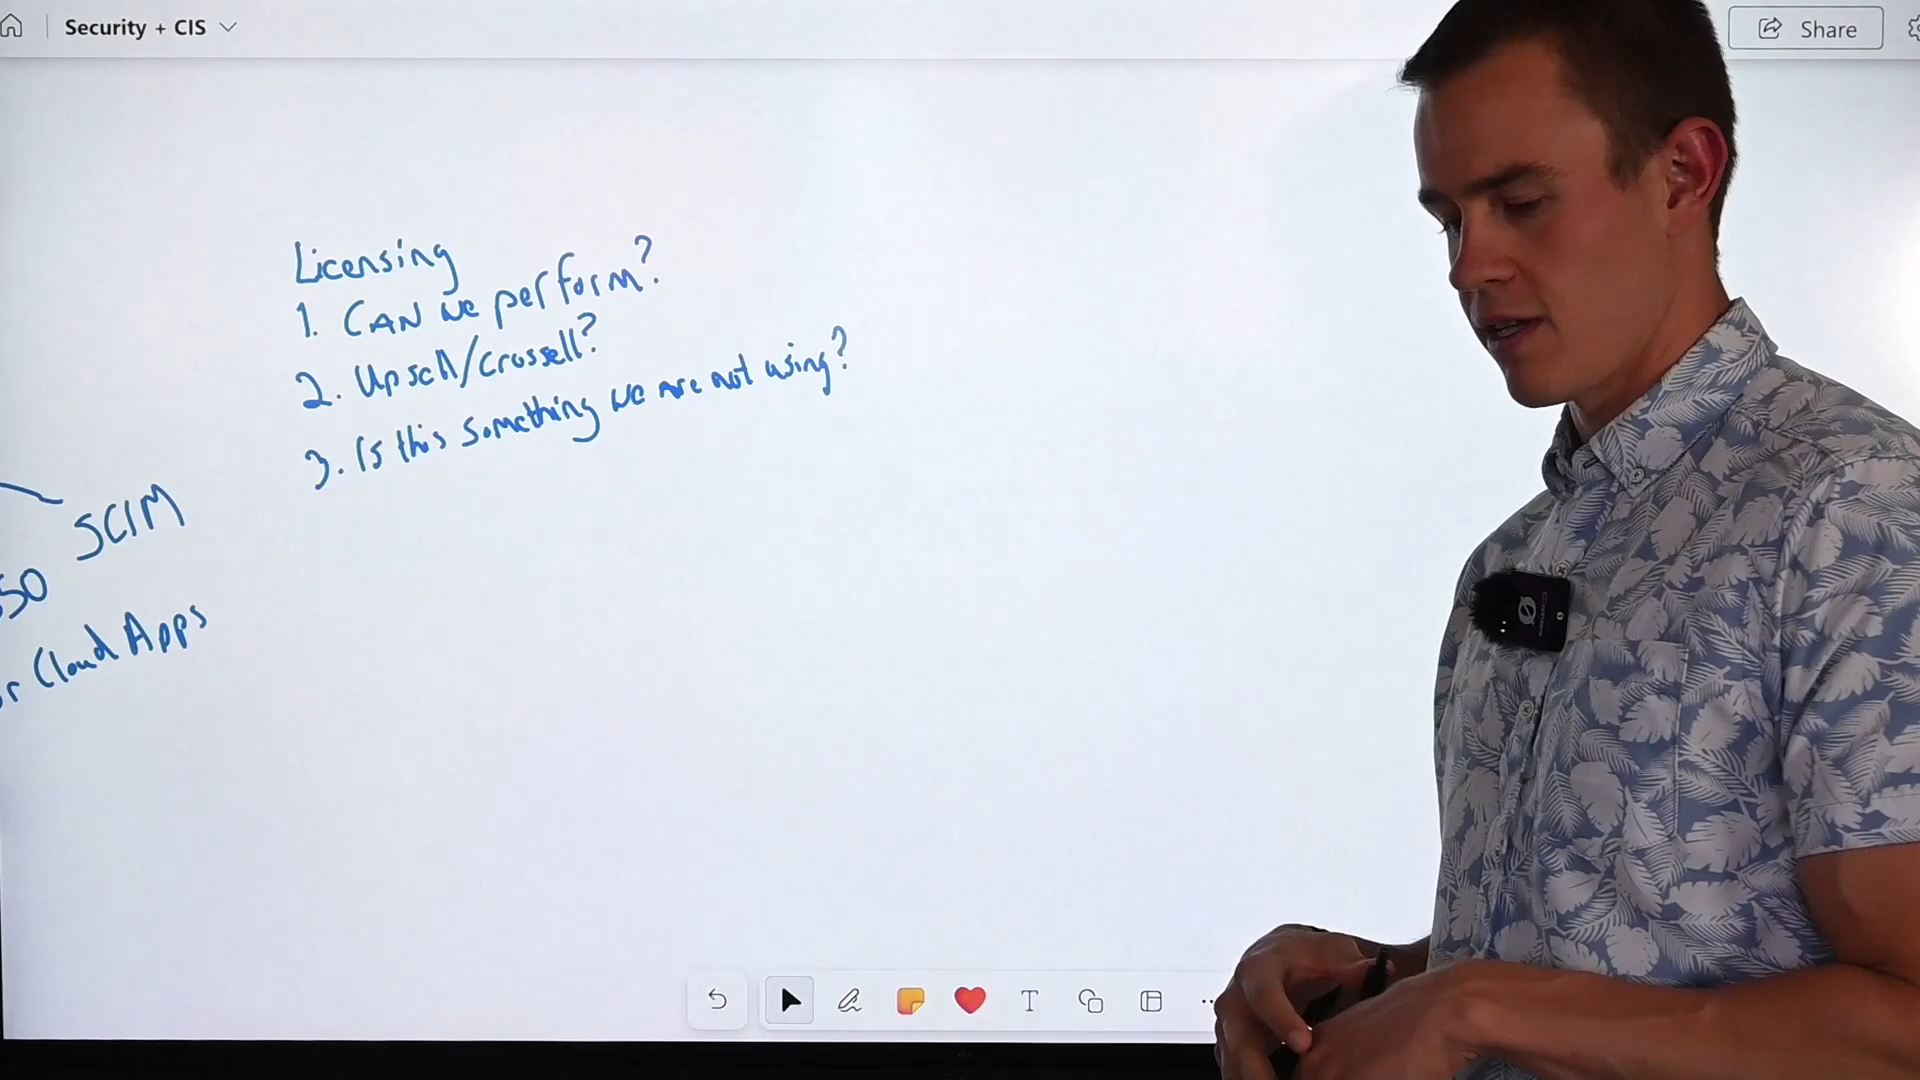 Security + CIS
Share
Licensing
1. CAN we perform?
2. Upsell/crossell?
3. Is this something we are not using?
SCIM
SO
r Cloud Apps
T